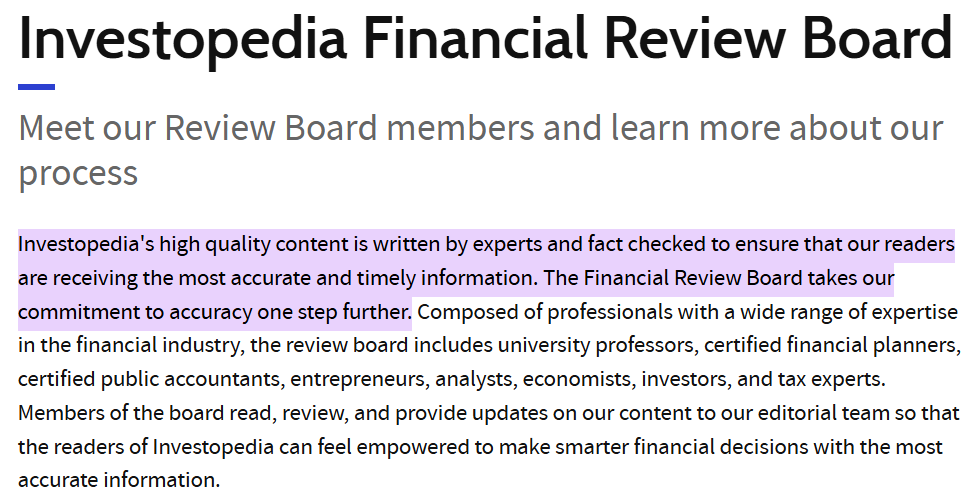 Investopedia Financial Review Board
Meet our Review Board members and learn more about our
process
Investopedia's high quality content is written by experts and fact checked to ensure that our readers
are receiving the most accurate and timely information. The Financial Review Board takes our
commitment to accuracy one step further. Composed of professionals with a wide range of expertise
in the financial industry, the review board includes university professors, certified financial planners,
certified public accountants, entrepreneurs, analysts, economists, investors, and tax experts.
Members of the board read, review, and provide updates on our content to our editorial team so that
the readers of Investopedia can feel empowered to make smarter financial decisions with the most
accurate information.